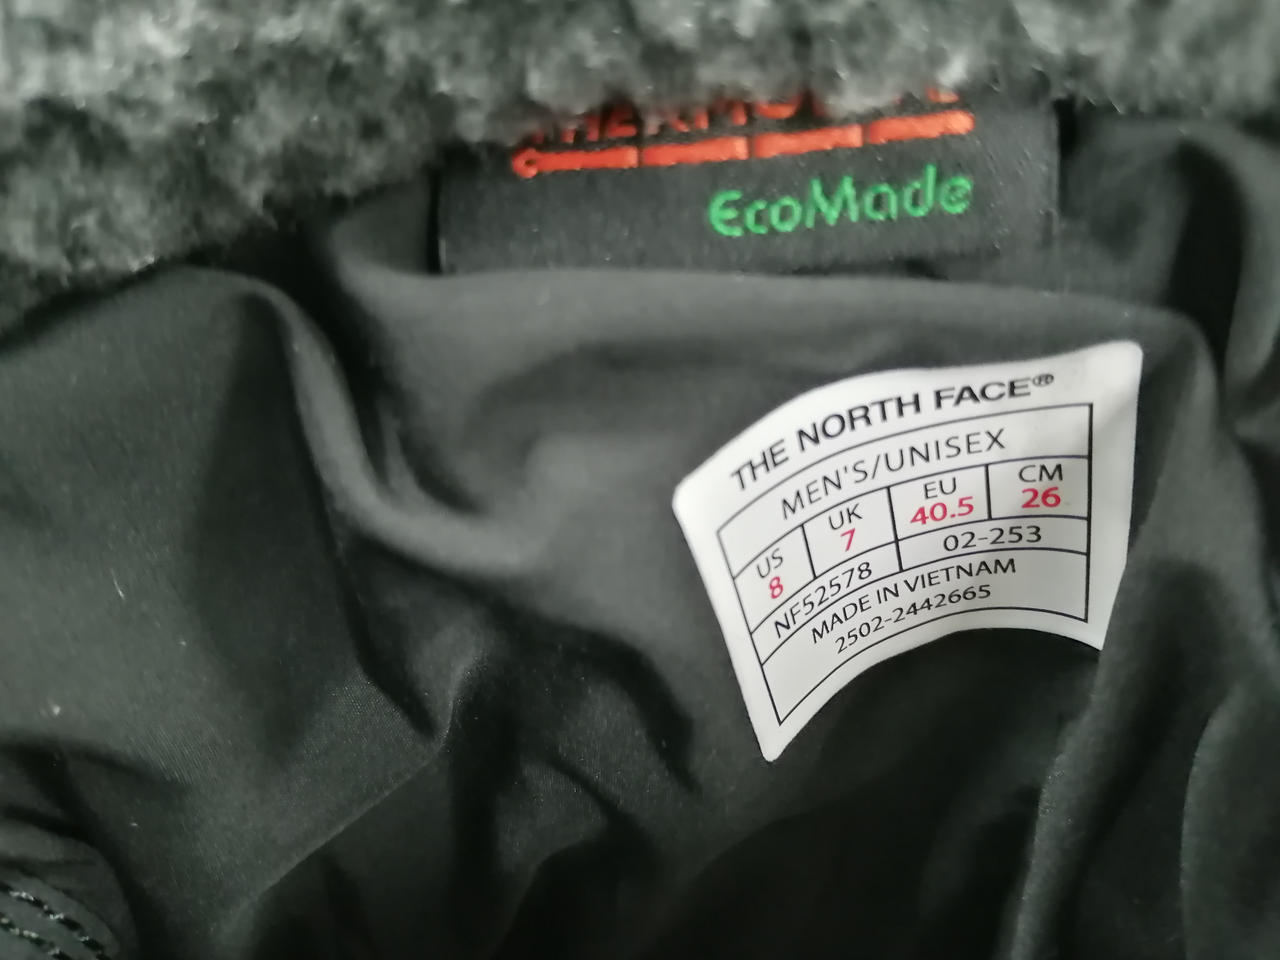 EcoMade
THE NORTH FACE®
MEN'S/UNISEX
US UK EU CM
8 7 40.5 26
NF52578 02-253
MADE IN VIETNAM
2502-2442665